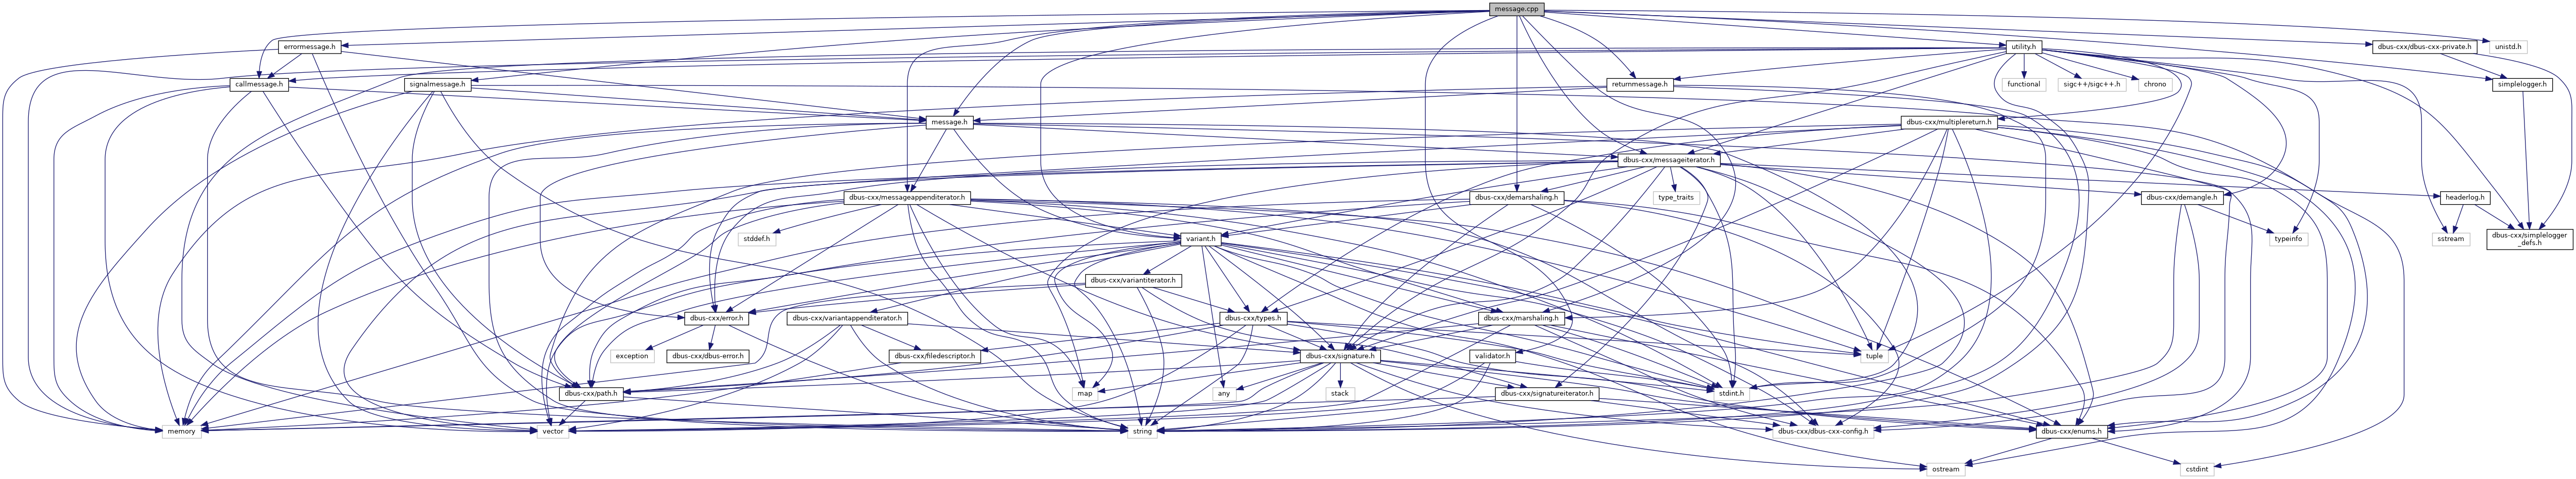 message.cpp
errormessage.h
utility.h
dbus-cxx/dbus-cxx-private.h
unistd.h
callmessage.h
signalmessage.h
returnmessage.h
functional
sigc++/sigc++.h
chrono
simplelogger.h
message.h
dbus-cxx/multiplereturn.h
dbus-cxx/messageiterator.h
dbus-cxx/messageappenditerator.h
dbus-cxx/demarshaling.h
type_traits
dbus-cxx/demangle.h
headerlog.h
stddef.h
variant.h
typeinfo
sstream
dbus-cxx/simplelogger
_defs.h
dbus-cxx/variantiterator.h
dbus-cxx/error.h
dbus-cxx/variantappenditerator.h
dbus-cxx/types.h
dbus-cxx/marshaling.h
exception
dbus-cxx/dbus-error.h
dbus-cxx/filedescriptor.h
dbus-cxx/signature.h
validator.h
tuple
dbus-cxx/path.h
map
any
stack
dbus-cxx/signatureiterator.h
stdint.h
memory
vector
string
dbus-cxx/dbus-cxx-config.h
dbus-cxx/enums.h
ostream
cstdint